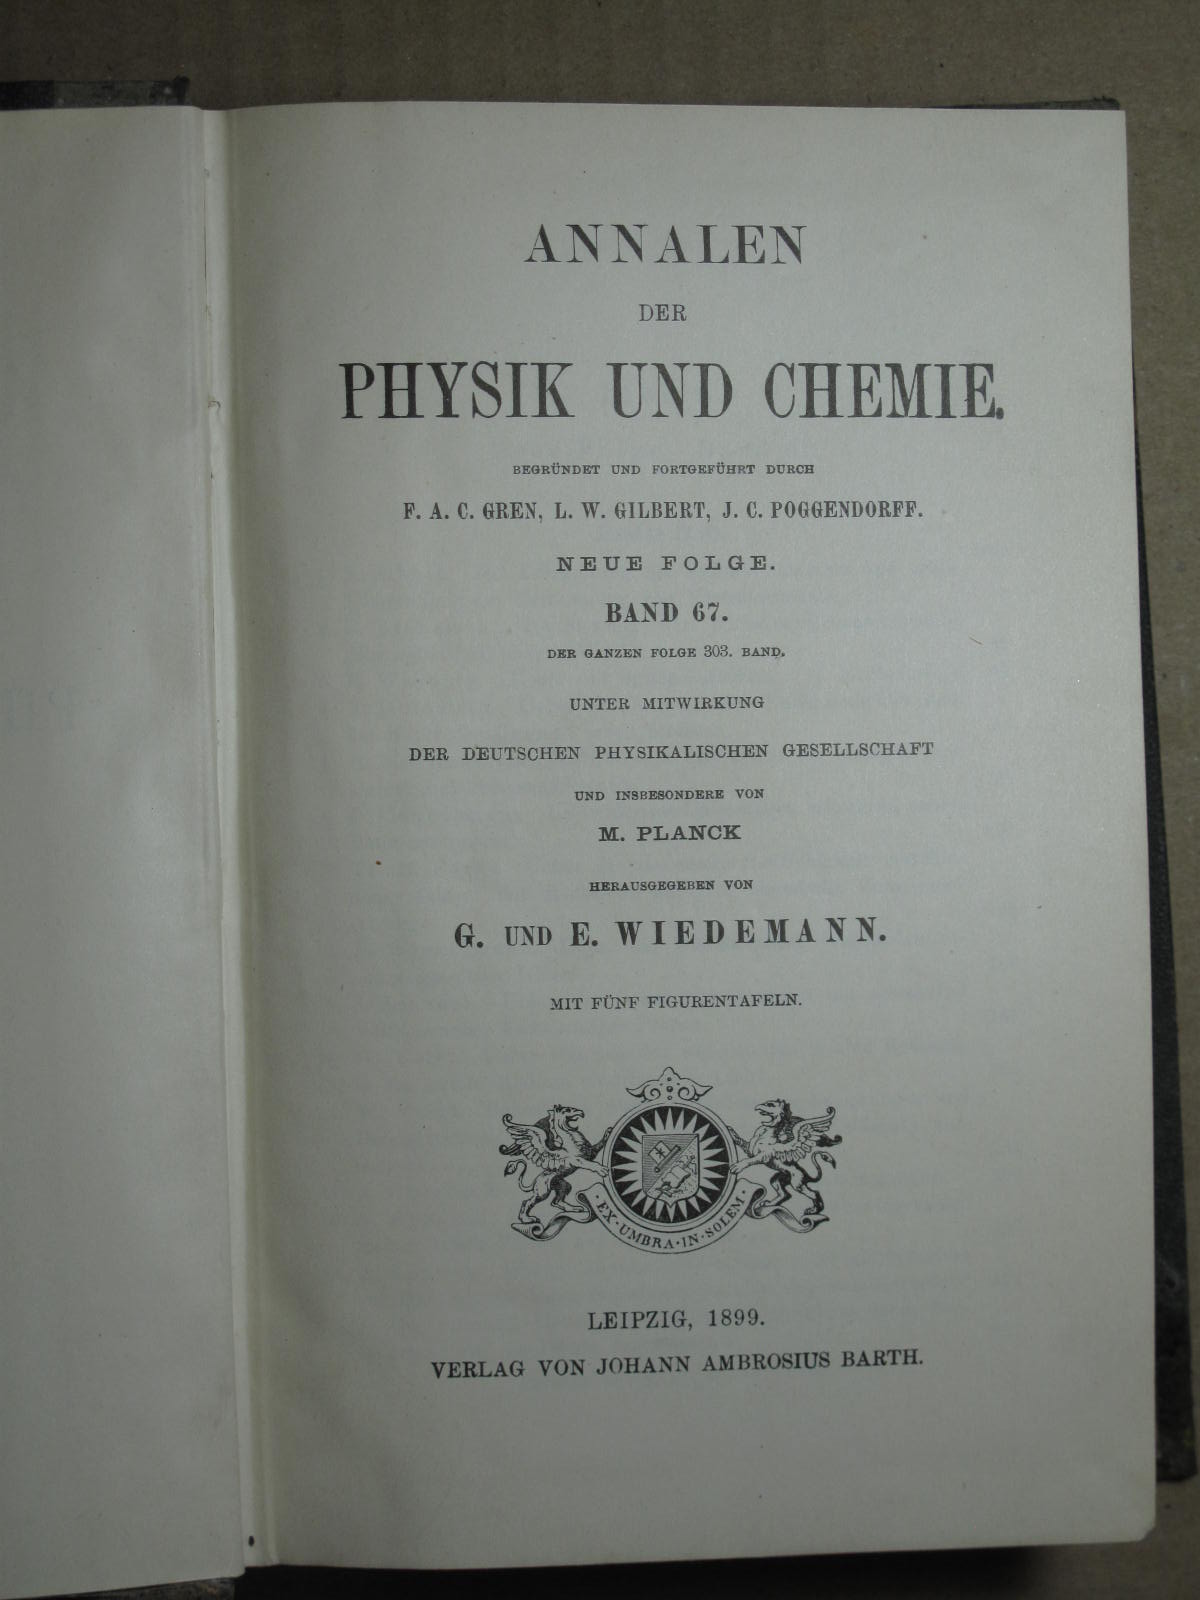 ANNALEN
DER
PHYSIK UND CHEMIE.
BEGRÜNDET UND FORTGEFÜHRT DURCH
F. A. C. GREN, L. W. GILBERT, J. C. POGGENDORFF.
NEUE FOLGE.
BAND 67.
DER GANZEN FOLGE 303. BAND.
UNTER MITWIRKUNG
DER DEUTSCHEN PHYSIKALISCHEN GESELLSCHAFT
UND INSBESONDERE VON
M. PLANCK
HERAUSGEGEBEN VON
G. UND E. WIEDEMANN.
MIT FÜNF FIGURENTAFELN.
EX·UMBRA·IN·SOLEM·
LEIPZIG, 1899.
VERLAG VON JOHANN AMBROSIUS BARTH.